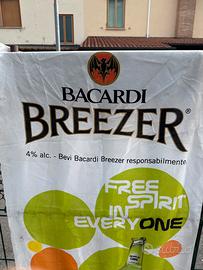 BACARDI
BREEZER®
4% alc. - Bevi Bacardi Breezer responsabilmente
FREE
SPIRIT
IN
EVERYONE